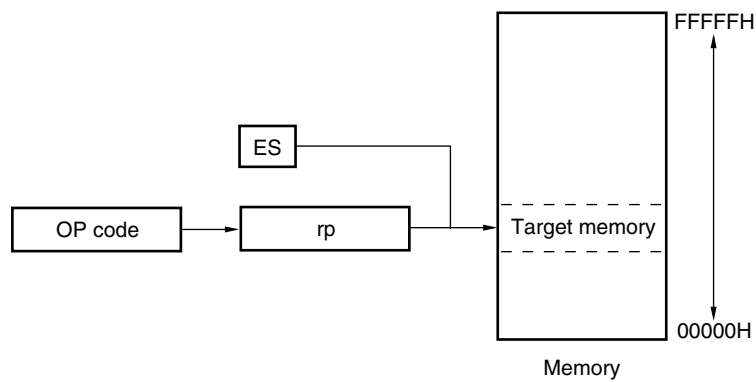 FFFFFH
ES
OP code
rp
Target memory
00000H
Memory